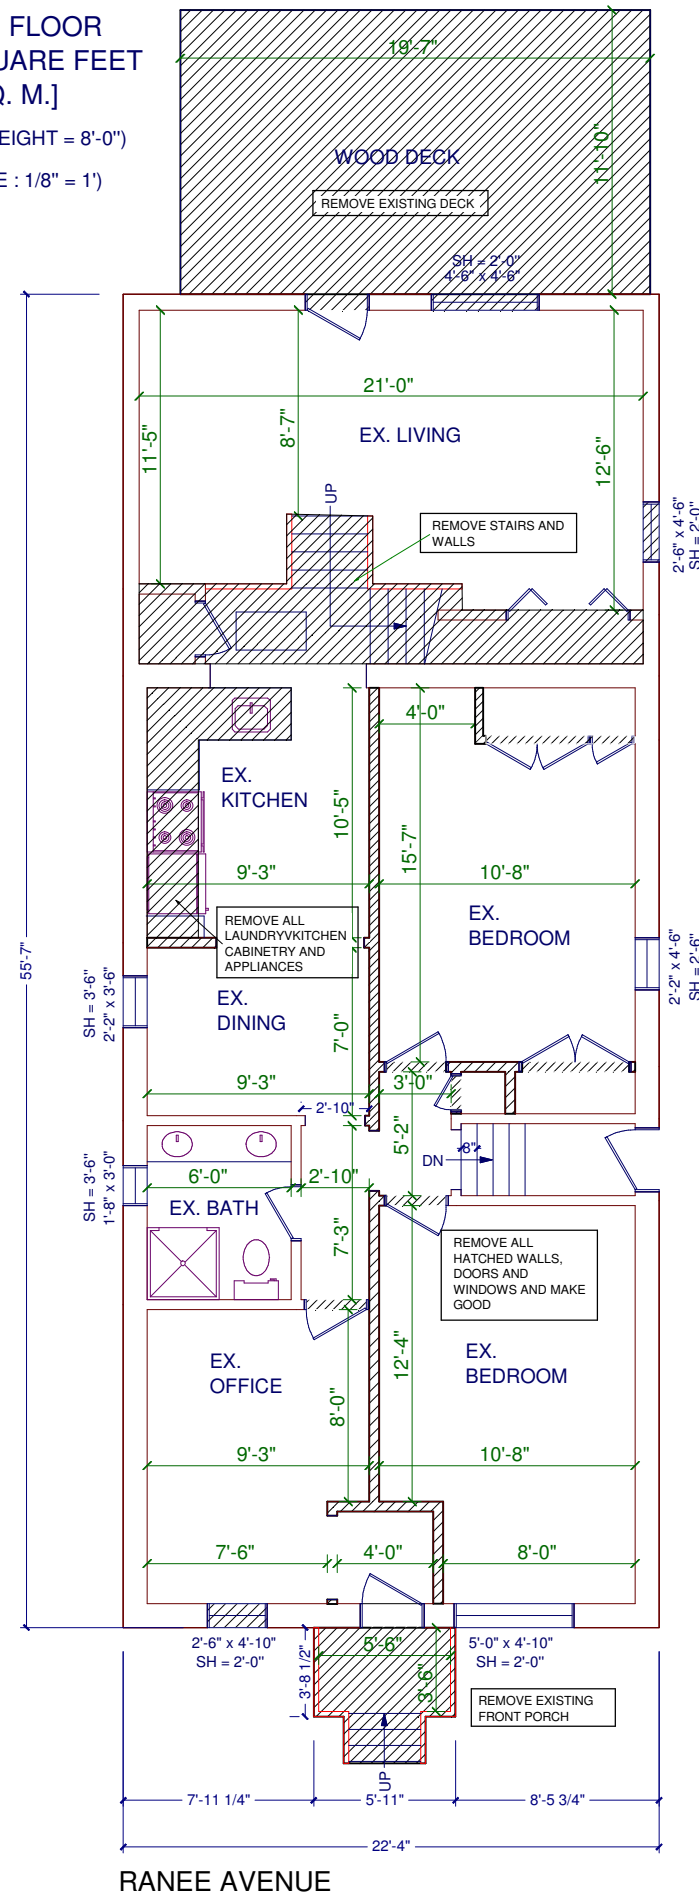 FLOOR
UARE FEET
Q. M.]
EIGHT = 8'-0")
E : 1/8" = 1')
19'-7"
11'-10"
WOOD DECK
REMOVE EXISTING DECK
SH = 2'-0"
4'-6" x 4'-6"
21'-0"
11'-5"
8'-7"
EX. LIVING
12'-6"
UP
REMOVE STAIRS AND
WALLS
2'-6" x 4'-6"
SH = 2'-0"
4'-0"
EX.
KITCHEN
10'-5"
15'-7"
9'-3"
10'-8"
REMOVE ALL
LAUNDRYVKITCHEN
CABINETRY AND
APPLIANCES
EX.
BEDROOM
55'-7"
SH = 3'-6"
2'-2" x 3'-6"
EX.
DINING
7'-0"
2'-2" x 4'-6"
SH = 2'-6"
9'-3"
3'-0"
2'-10"
5'-2"
8"
DN
SH = 3'-6"
1'-8" x 3'-0"
6'-0"
2'-10"
EX. BATH
7'-3"
REMOVE ALL
HATCHED WALLS,
DOORS AND
WINDOWS AND MAKE
GOOD
EX.
OFFICE
8'-0"
12'-4"
EX.
BEDROOM
9'-3"
10'-8"
7'-6"
4'-0"
8'-0"
2'-6" x 4'-10"
SH = 2'-0"
3'-8 1/2"
5'-6"
3'-6"
5'-0" x 4'-10"
SH = 2'-0"
REMOVE EXISTING
FRONT PORCH
UP
7'-11 1/4"
5'-11"
8'-5 3/4"
22'-4"
RANEE AVENUE